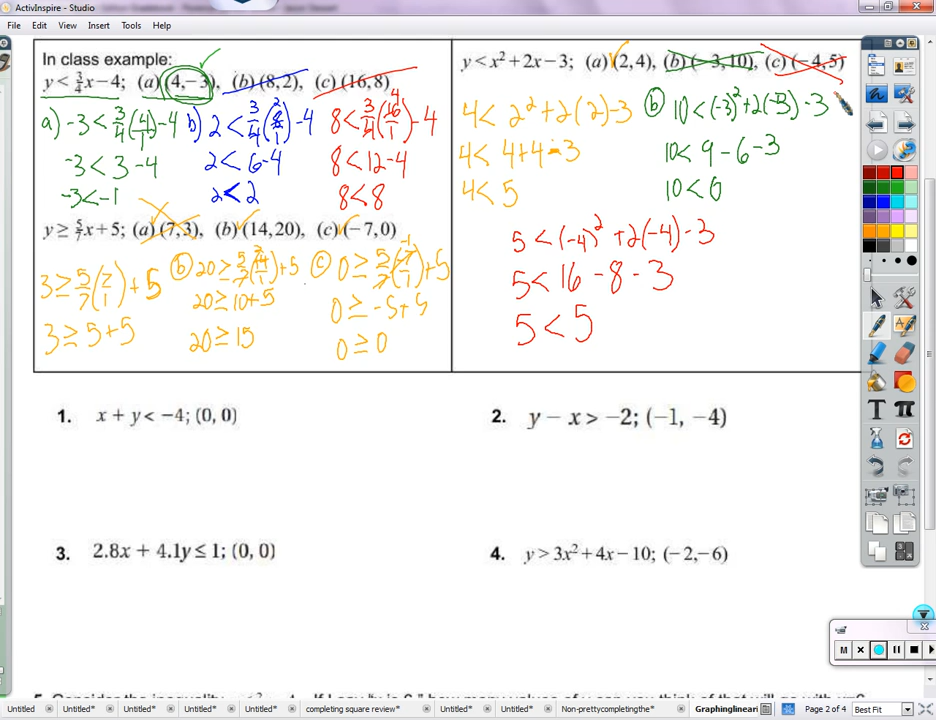 ActivInspire - Studio
File Edit View Insert Tools Help
In class example:
y < 3/4x − 4; (a) (4, −3), (b) (8, 2), (c) (16, 8)
a) -3 < 3/4(4/1) - 4
-3 < 3 - 4
-3 < -1
b) 2 < 3/4(8/1) - 4
2 < 6 - 4
2 < 2
8 < 3/4(16/1) - 4
8 < 12 - 4
8 < 8
y ≥ 5/7x + 5; (a) (7, 3), (b) (14, 20), (c) (−7, 0)
3 ≥ 5/7(7/1) + 5
3 ≥ 5 + 5
b 20 ≥ 5/7(14/1) + 5
20 ≥ 10 + 5
20 ≥ 15
c 0 ≥ 5/7(-7/1) + 5
0 ≥ -5 + 5
0 ≥ 0
y < x² + 2x − 3; (a) (2, 4), (b) (−3, 10), (c) (−4, 5)
4 < 2² + 2(2) - 3
4 < 4 + 4 - 3
4 < 5
b 10 < (-3)² + 2(-3) - 3
10 < 9 - 6 - 3
10 < 0
5 < (-4)² + 2(-4) - 3
5 < 16 - 8 - 3
5 < 5
1. x + y < −4; (0, 0)
2. y − x > −2; (−1, −4)
3. 2.8x + 4.1y ≤ 1; (0, 0)
4. y > 3x² + 4x − 10; (−2, −6)
Untitled Untitled* Untitled* Untitled* Untitled* completing square review* Untitled* Untitled* Non-prettycompletingthe* Graphinglineari Page 2 of 4 Best Fit